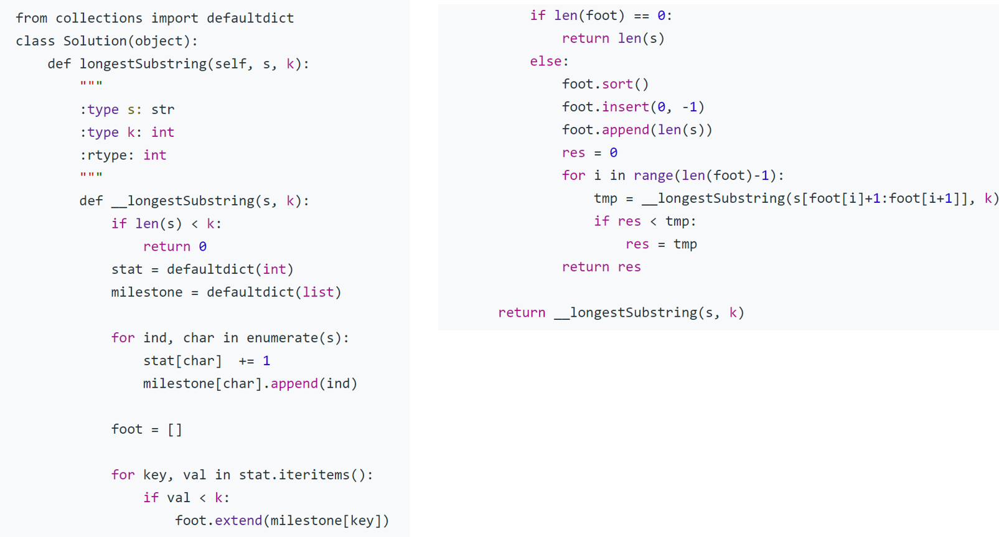 from collections import defaultdict
class Solution(object):
    def longestSubstring(self, s, k):
        """
        :type s: str
        :type k: int
        :rtype: int
        """
        def __longestSubstring(s, k):
            if len(s) < k:
                return 0
            stat = defaultdict(int)
            milestone = defaultdict(list)

            for ind, char in enumerate(s):
                stat[char]  += 1
                milestone[char].append(ind)

            foot = []

            for key, val in stat.iteritems():
                if val < k:
                    foot.extend(milestone[key])
            if len(foot) == 0:
                return len(s)
            else:
                foot.sort()
                foot.insert(0, -1)
                foot.append(len(s))
                res = 0
                for i in range(len(foot)-1):
                    tmp = __longestSubstring(s[foot[i]+1:foot[i+1]], k)
                    if res < tmp:
                        res = tmp
                return res

        return __longestSubstring(s, k)